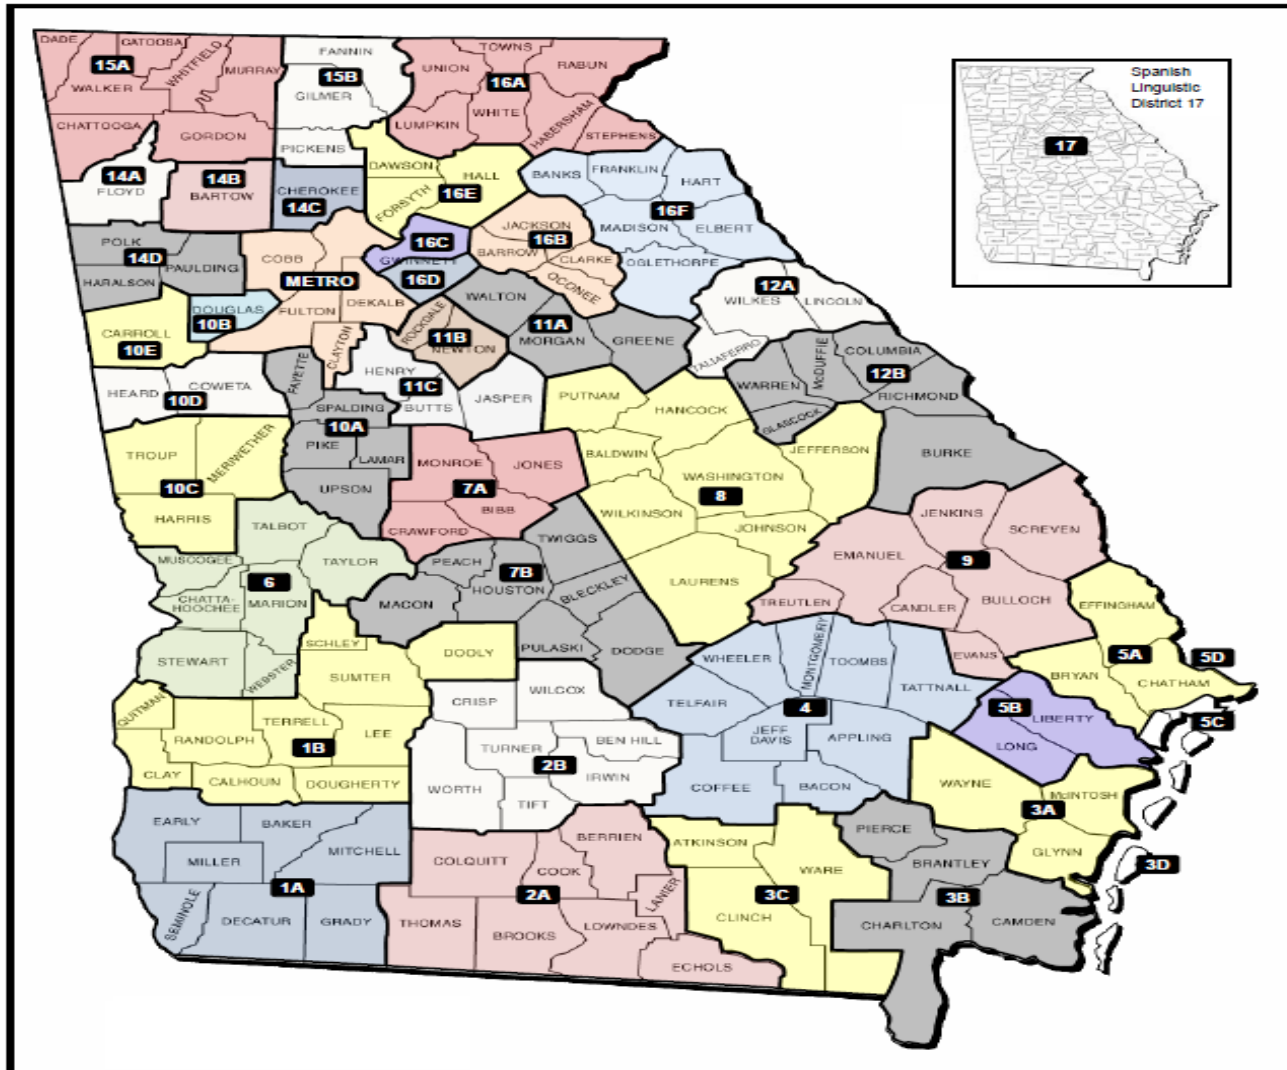 DADE
CATOOSA
WHITFIELD
MURRAY
15A
WALKER
CHATTOOGA
GORDON
FANNIN
15B
GILMER
PICKENS
TOWNS
UNION
RABUN
16A
WHITE
LUMPKIN
HABERSHAM
STEPHENS
Spanish
Linguistic
District 17
17
14A
FLOYD
14B
BARTOW
CHEROKEE
14C
DAWSON
HALL
FORSYTH
16E
BANKS
FRANKLIN
HART
16F
MADISON
ELBERT
OGLETHORPE
POLK
14D
PAULDING
HARALSON
COBB
METRO
FULTON
DEKALB
CLAYTON
16C
GWINNETT
16D
JACKSON
16B
BARROW
CLARKE
OCONEE
DOUGLAS
10B
CARROLL
10E
WALTON
11A
MORGAN
GREENE
ROCKDALE
11B
NEWTON
12A
WILKES
LINCOLN
TALIAFERRO
HEARD
COWETA
10D
FAYETTE
SPALDING
10A
PIKE
LAMAR
UPSON
HENRY
11C
BUTTS
JASPER
WARREN
McDUFFIE
COLUMBIA
12B
RICHMOND
GLASCOCK
BURKE
TROUP
MERIWETHER
10C
HARRIS
MONROE
JONES
7A
BIBB
CRAWFORD
PUTNAM
HANCOCK
BALDWIN
JEFFERSON
WASHINGTON
8
WILKINSON
JOHNSON
LAURENS
TALBOT
MUSCOGEE
TAYLOR
6
CHATTA-
HOOCHEE
MARION
STEWART
WEBSTER
TWIGGS
PEACH
7B
HOUSTON
BLECKLEY
MACON
PULASKI
DODGE
JENKINS
SCREVEN
EMANUEL
9
TREUTLEN
CANDLER
BULLOCH
EVANS
EFFINGHAM
5A
5D
BRYAN
CHATHAM
5C
5B
LIBERTY
LONG
SCHLEY
DOOLY
SUMTER
QUITMAN
TERRELL
RANDOLPH
LEE
1B
CLAY
CALHOUN
DOUGHERTY
CRISP
WILCOX
TURNER
BEN HILL
2B
IRWIN
WORTH
TIFT
WHEELER
MONTGOMERY
TOOMBS
TATTNALL
TELFAIR
4
JEFF
DAVIS
APPLING
COFFEE
BACON
WAYNE
McINTOSH
3A
GLYNN
3D
EARLY
BAKER
MILLER
MITCHELL
1A
SEMINOLE
DECATUR
GRADY
COLQUITT
BERRIEN
COOK
2A
LANIER
THOMAS
BROOKS
LOWNDES
ECHOLS
ATKINSON
WARE
3C
CLINCH
PIERCE
BRANTLEY
3B
CHARLTON
CAMDEN